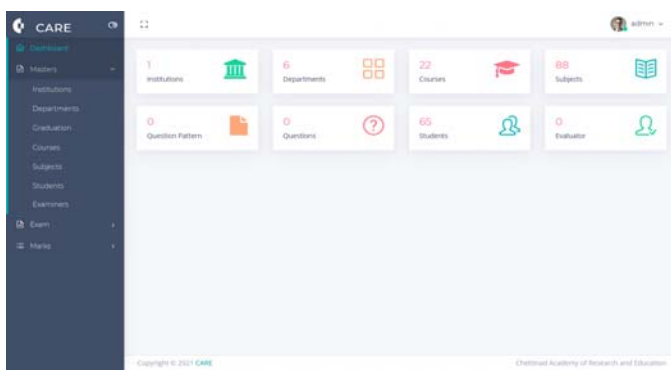 CARE
admin
Dashboard
Masters
Institutions
Departments
Graduation
Courses
Subjects
Students
Examiners
Exam
Marks
1
Institutions
6
Departments
22
Courses
88
Subjects
0
Question Pattern
0
Questions
65
Students
0
Evaluator
Copyright © 2021 CARE
Chettinad Academy of Research and Education